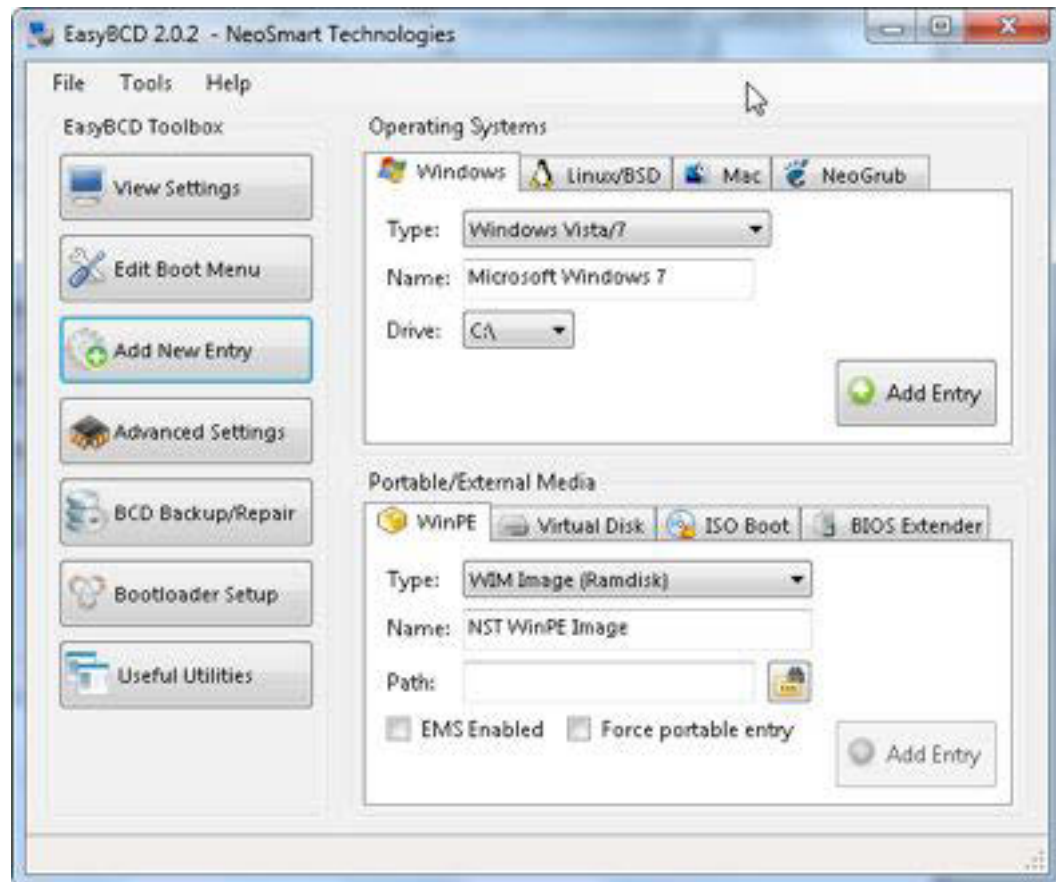 EasyBCD 2.0.2 - NeoSmart Technologies
File Tools Help
EasyBCD Toolbox
View Settings
Edit Boot Menu
Add New Entry
Advanced Settings
BCD Backup/Repair
Bootloader Setup
Useful Utilities
Operating Systems
Windows Linux/BSD Mac NeoGrub
Type: Windows Vista/7
Name: Microsoft Windows 7
Drive: C:\
Add Entry
Portable/External Media
WinPE Virtual Disk ISO Boot BIOS Extender
Type: WIM Image (Ramdisk)
Name: NST WinPE Image
Path:
EMS Enabled Force portable entry
Add Entry